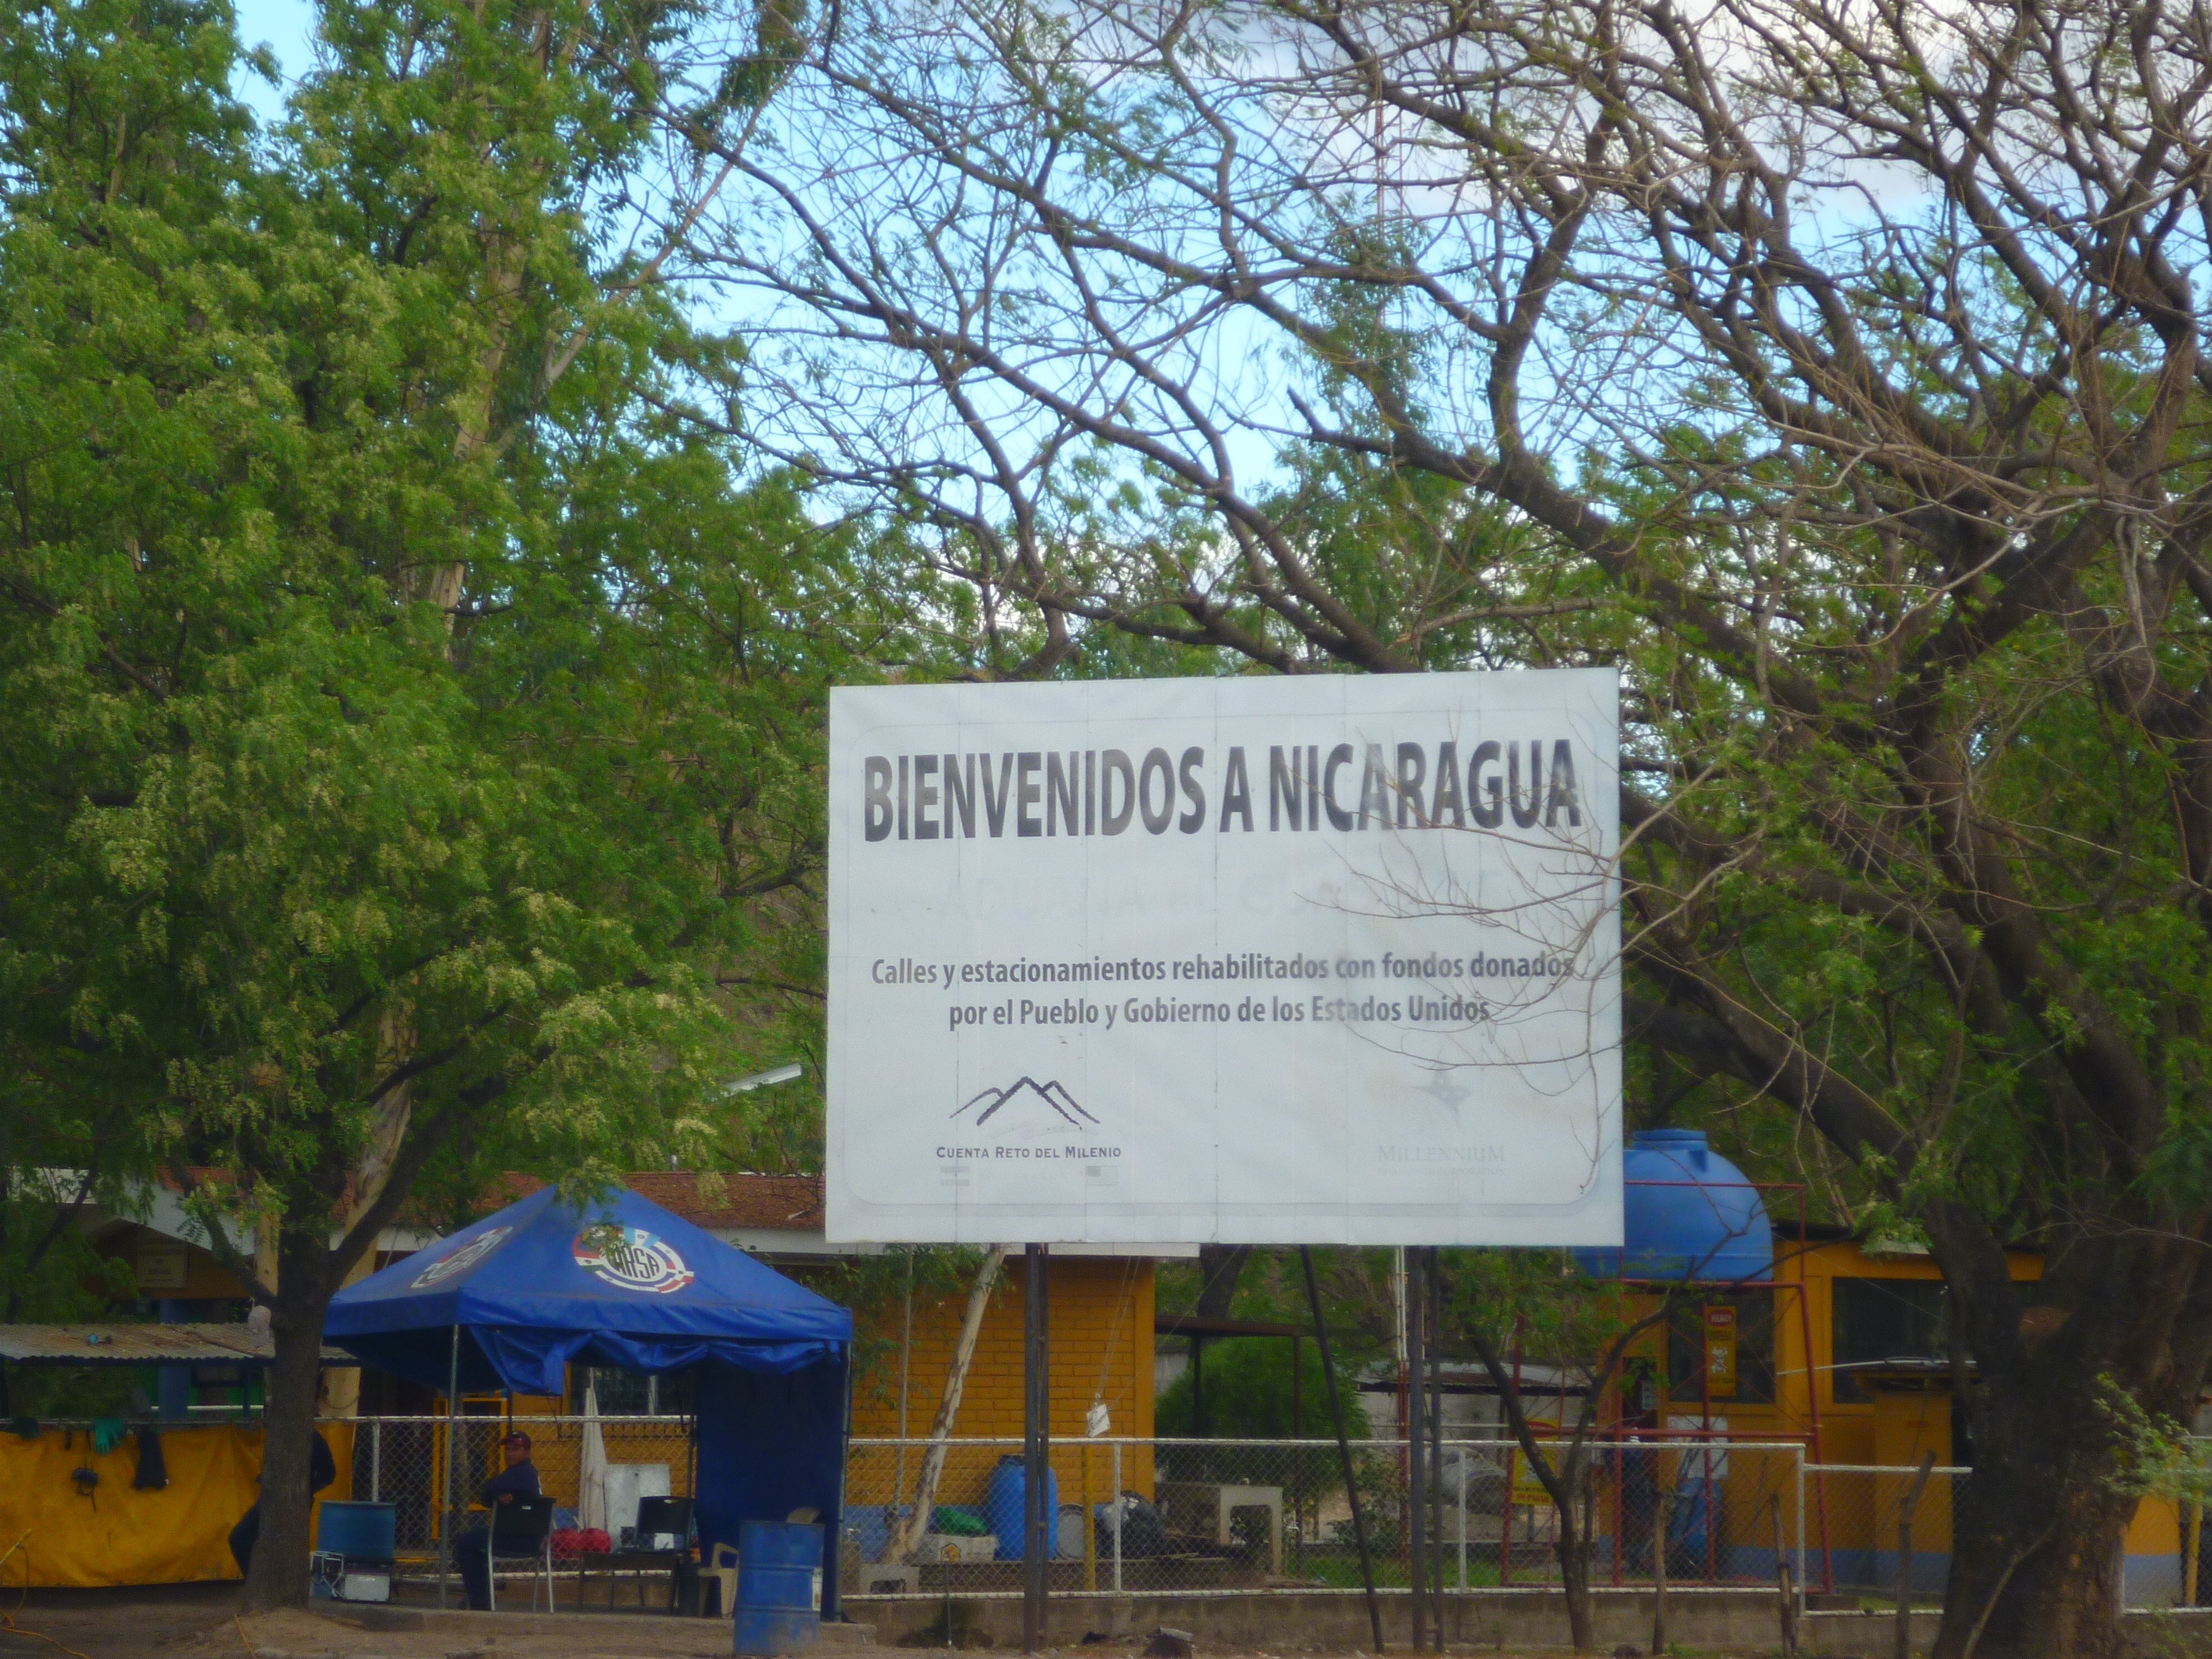 BIENVENIDOS A NICARAGUA
ADUANA
Calles y estacionamientos rehabilitados con fondos donados
por el Pueblo y Gobierno de los Estados Unidos
CUENTA RETO DEL MILENIO
MILLENNIUM